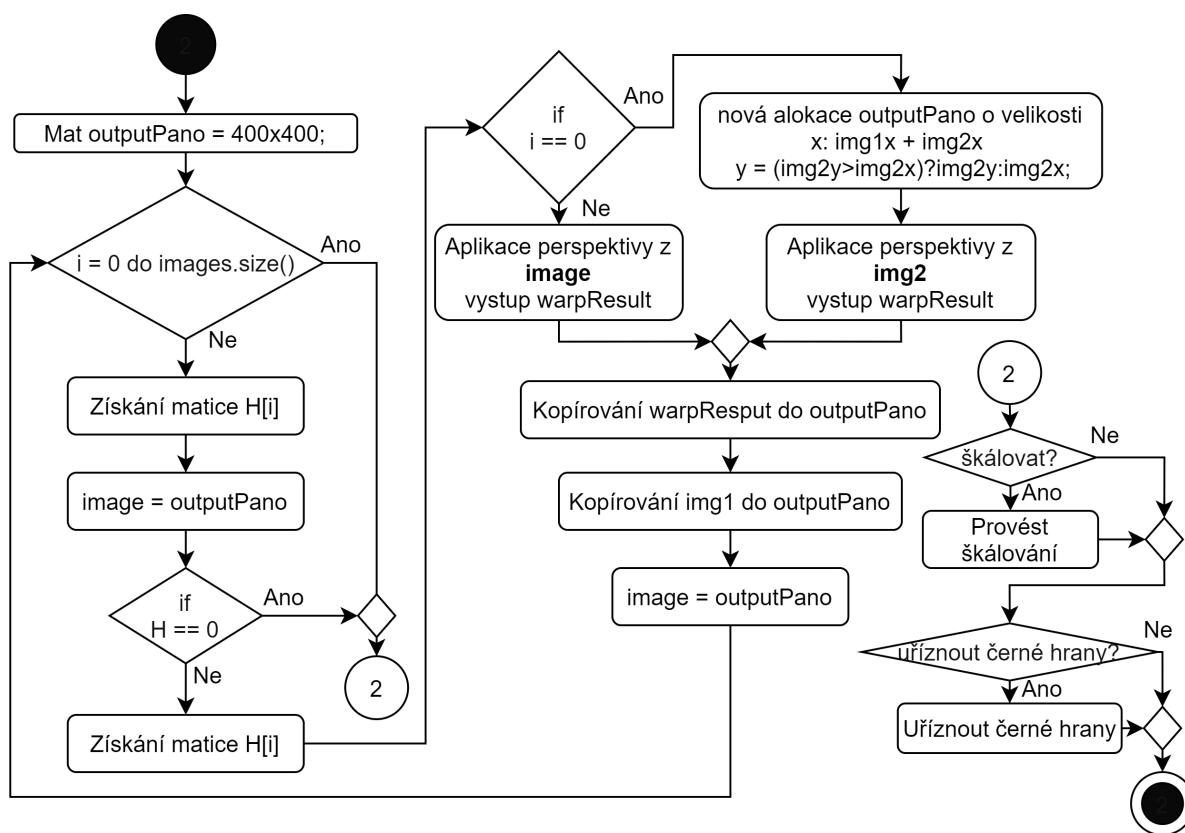 2
Mat outputPano = 400x400;
i = 0 do images.size()
Ano
Ne
Získání matice H[i]
image = outputPano
if
H == 0
Ano
Ne
2
Získání matice H[i]
if
i == 0
Ano
Ne
nová alokace outputPano o velikosti
x: img1x + img2x
y = (img2y>img2x)?img2y:img2x;
Aplikace perspektivy z
image
vystup warpResult
Aplikace perspektivy z
img2
vystup warpResult
Kopírování warpResput do outputPano
Kopírování img1 do outputPano
image = outputPano
2
škálovat?
Ne
Ano
Provést
škálování
uříznout černé hrany?
Ne
Ano
Uříznout černé hrany
2